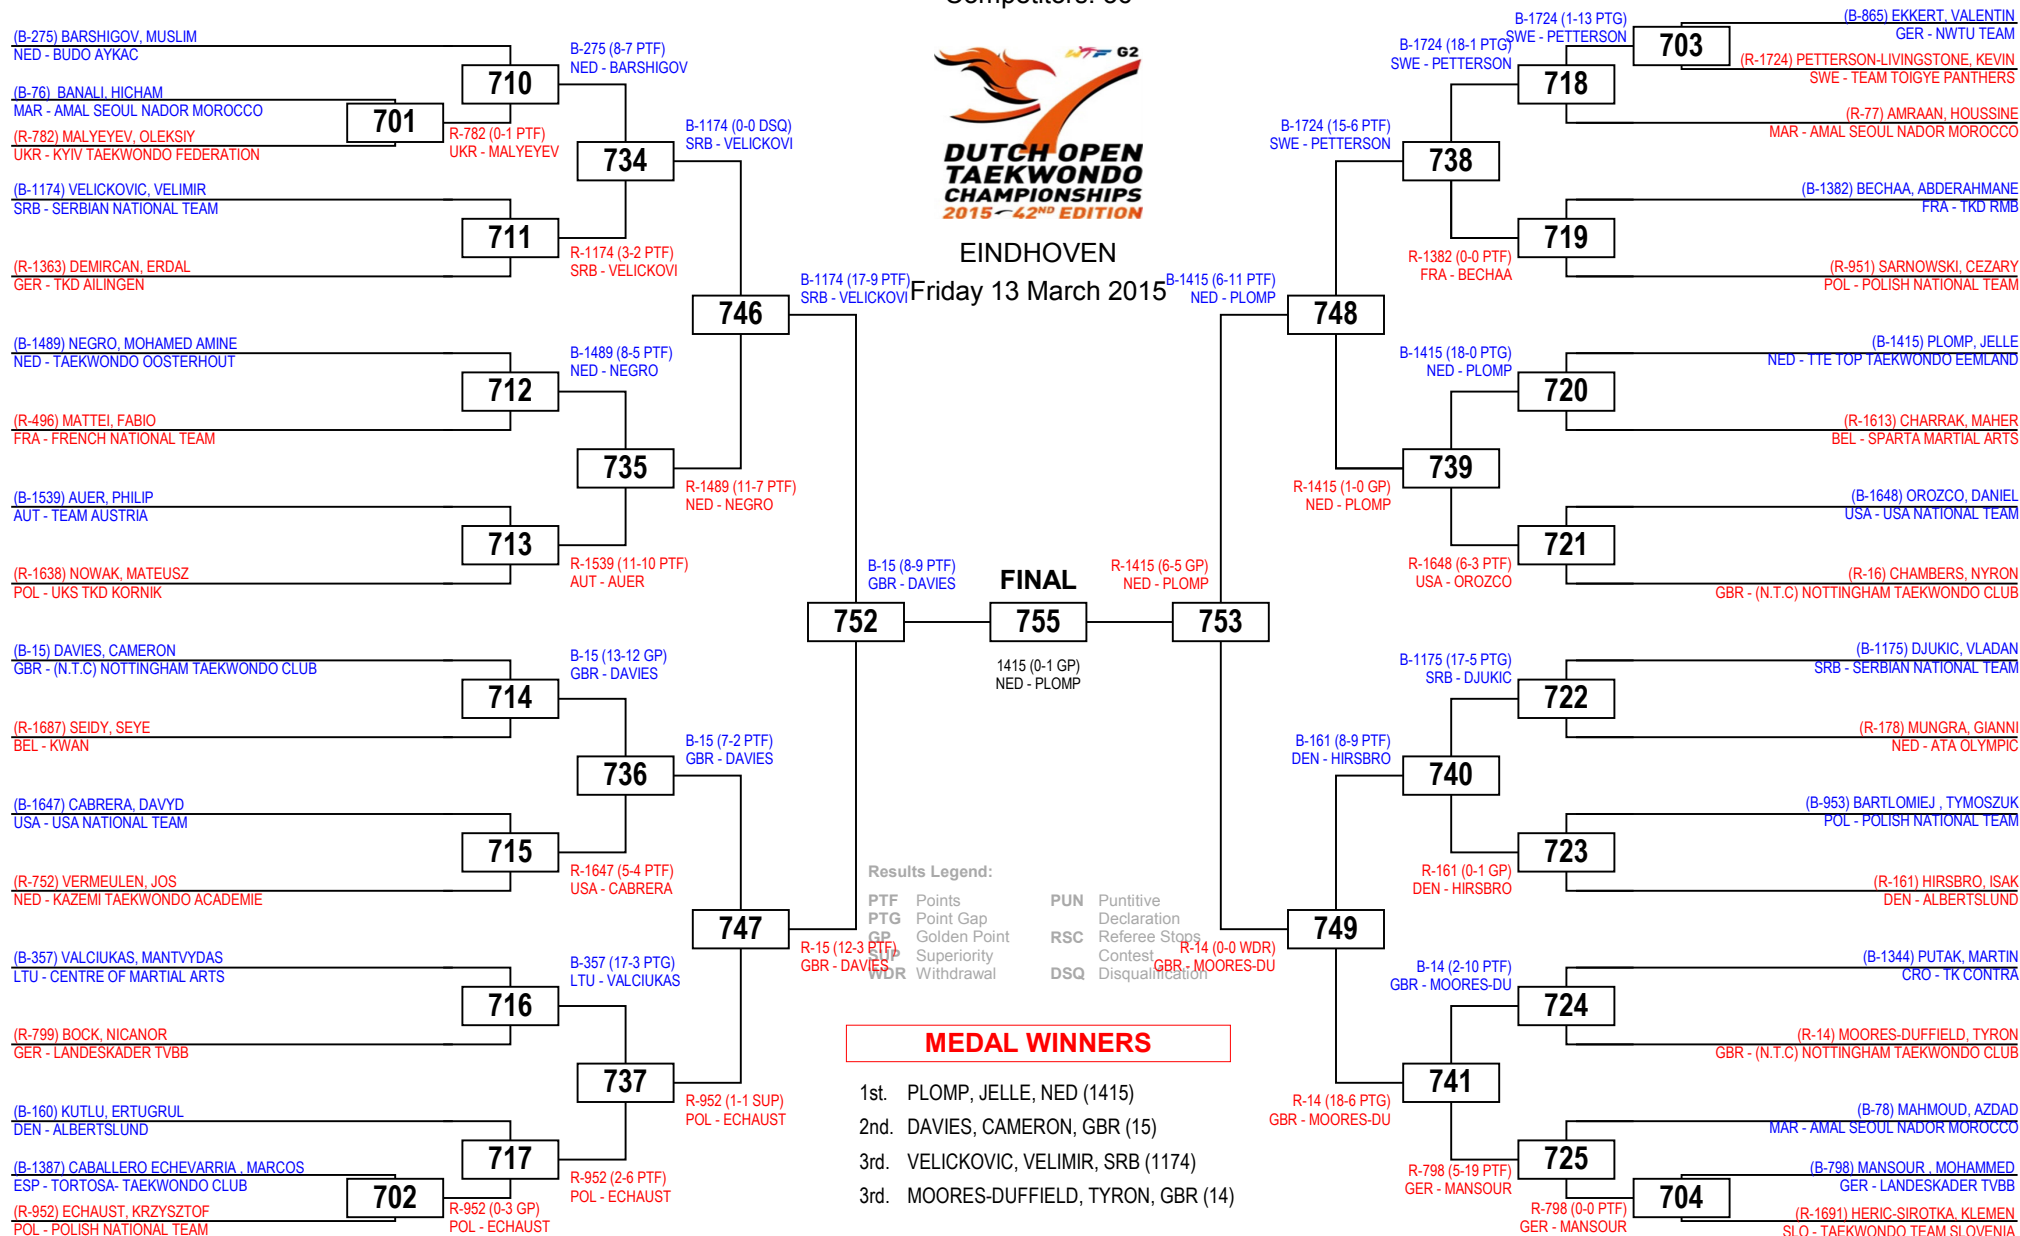 (B-275) BARSHIGOV, MUSLIM
NED - BUDO AYKAC
(B-76) BANALI, HICHAM
MAR - AMAL SEOUL NADOR MOROCCO
(R-782) MALYEYEV, OLEKSIY
UKR - KYIV TAEKWONDO FEDERATION
(B-1174) VELICKOVIC, VELIMIR
SRB - SERBIAN NATIONAL TEAM
(R-1363) DEMIRCAN, ERDAL
GER - TKD AILINGEN
(B-1489) NEGRO, MOHAMED AMINE
NED - TAEKWONDO OOSTERHOUT
(R-496) MATTEI, FABIO
FRA - FRENCH NATIONAL TEAM
(B-1539) AUER, PHILIP
AUT - TEAM AUSTRIA
(R-1638) NOWAK, MATEUSZ
POL - UKS TKD KORNIK
(B-15) DAVIES, CAMERON
GBR - (N.T.C) NOTTINGHAM TAEKWONDO CLUB
(R-1687) SEIDY, SEYE
BEL - KWAN
(B-1647) CABRERA, DAVYD
USA - USA NATIONAL TEAM
(R-752) VERMEULEN, JOS
NED - KAZEMI TAEKWONDO ACADEMIE
(B-357) VALCIUKAS, MANTVYDAS
LTU - CENTRE OF MARTIAL ARTS
(R-799) BOCK, NICANOR
GER - LANDESKADER TVBB
(B-160) KUTLU, ERTUGRUL
DEN - ALBERTSLUND
(B-1387) CABALLERO ECHEVARRIA , MARCOS
ESP - TORTOSA- TAEKWONDO CLUB
(R-952) ECHAUST, KRZYSZTOF
POL - POLISH NATIONAL TEAM
701
R-782 (0-1 PTF)
UKR - MALYEYEV
702
R-952 (0-3 GP)
POL - ECHAUST
710
B-275 (8-7 PTF)
NED - BARSHIGOV
711
R-1174 (3-2 PTF)
SRB - VELICKOVI
712
B-1489 (8-5 PTF)
NED - NEGRO
713
R-1539 (11-10 PTF)
AUT - AUER
714
B-15 (13-12 GP)
GBR - DAVIES
715
R-1647 (5-4 PTF)
USA - CABRERA
716
B-357 (17-3 PTG)
LTU - VALCIUKAS
717
R-952 (2-6 PTF)
POL - ECHAUST
734
B-1174 (0-0 DSQ)
SRB - VELICKOVI
735
R-1489 (11-7 PTF)
NED - NEGRO
736
B-15 (7-2 PTF)
GBR - DAVIES
737
R-952 (1-1 SUP)
POL - ECHAUST
746
B-1174 (17-9 PTF)
SRB - VELICKOVI
747
R-15 (12-3 PTF)
GBR - DAVIES
752
B-15 (8-9 PTF)
GBR - DAVIES
WTF G2
DUTCH OPEN
TAEKWONDO
CHAMPIONSHIPS
2015 42ND EDITION
EINDHOVEN
Friday 13 March 2015
FINAL
755
1415 (0-1 GP)
NED - PLOMP
Results Legend:
PTF Points
PTG Point Gap
GP Golden Point
SUP Superiority
WDR Withdrawal
PUN Puntitive
Declaration
RSC Referee Stops
Contest
DSQ Disqualification
MEDAL WINNERS
1st. PLOMP, JELLE, NED (1415)
2nd. DAVIES, CAMERON, GBR (15)
3rd. VELICKOVIC, VELIMIR, SRB (1174)
3rd. MOORES-DUFFIELD, TYRON, GBR (14)
R-1415 (6-5 GP)
NED - PLOMP
753
B-1415 (6-11 PTF)
NED - PLOMP
748
R-14 (0-0 WDR)
GBR - MOORES-DU
749
B-1724 (15-6 PTF)
SWE - PETTERSON
738
R-1415 (1-0 GP)
NED - PLOMP
739
B-161 (8-9 PTF)
DEN - HIRSBRO
740
R-14 (18-6 PTG)
GBR - MOORES-DU
741
B-1724 (18-1 PTG)
SWE - PETTERSON
718
R-1382 (0-0 PTF)
FRA - BECHAA
719
B-1415 (18-0 PTG)
NED - PLOMP
720
R-1648 (6-3 PTF)
USA - OROZCO
721
B-1175 (17-5 PTG)
SRB - DJUKIC
722
R-161 (0-1 GP)
DEN - HIRSBRO
723
B-14 (2-10 PTF)
GBR - MOORES-DU
724
R-798 (5-19 PTF)
GER - MANSOUR
725
B-1724 (1-13 PTG)
SWE - PETTERSON
703
R-798 (0-0 PTF)
GER - MANSOUR
704
(B-865) EKKERT, VALENTIN
GER - NWTU TEAM
(R-1724) PETTERSON-LIVINGSTONE, KEVIN
SWE - TEAM TOIGYE PANTHERS
(R-77) AMRAAN, HOUSSINE
MAR - AMAL SEOUL NADOR MOROCCO
(B-1382) BECHAA, ABDERAHMANE
FRA - TKD RMB
(R-951) SARNOWSKI, CEZARY
POL - POLISH NATIONAL TEAM
(B-1415) PLOMP, JELLE
NED - TTE TOP TAEKWONDO EEMLAND
(R-1613) CHARRAK, MAHER
BEL - SPARTA MARTIAL ARTS
(B-1648) OROZCO, DANIEL
USA - USA NATIONAL TEAM
(R-16) CHAMBERS, NYRON
GBR - (N.T.C) NOTTINGHAM TAEKWONDO CLUB
(B-1175) DJUKIC, VLADAN
SRB - SERBIAN NATIONAL TEAM
(R-178) MUNGRA, GIANNI
NED - ATA OLYMPIC
(B-953) BARTLOMIEJ , TYMOSZUK
POL - POLISH NATIONAL TEAM
(R-161) HIRSBRO, ISAK
DEN - ALBERTSLUND
(B-1344) PUTAK, MARTIN
CRO - TK CONTRA
(R-14) MOORES-DUFFIELD, TYRON
GBR - (N.T.C) NOTTINGHAM TAEKWONDO CLUB
(B-78) MAHMOUD, AZDAD
MAR - AMAL SEOUL NADOR MOROCCO
(B-798) MANSOUR , MOHAMMED
GER - LANDESKADER TVBB
(R-1691) HERIC-SIROTKA, KLEMEN
SLO - TAEKWONDO TEAM SLOVENIA